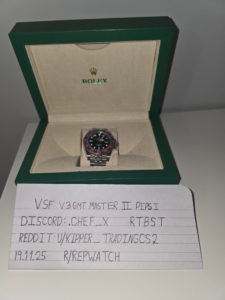 ROLEX
VSF V3 GMT MASTER II PEPSI
DISCORD:.CHEF_X RTBST
REDDIT:U/KIPPER_TRADINGCS2
19.11.25 R/REPWATCH